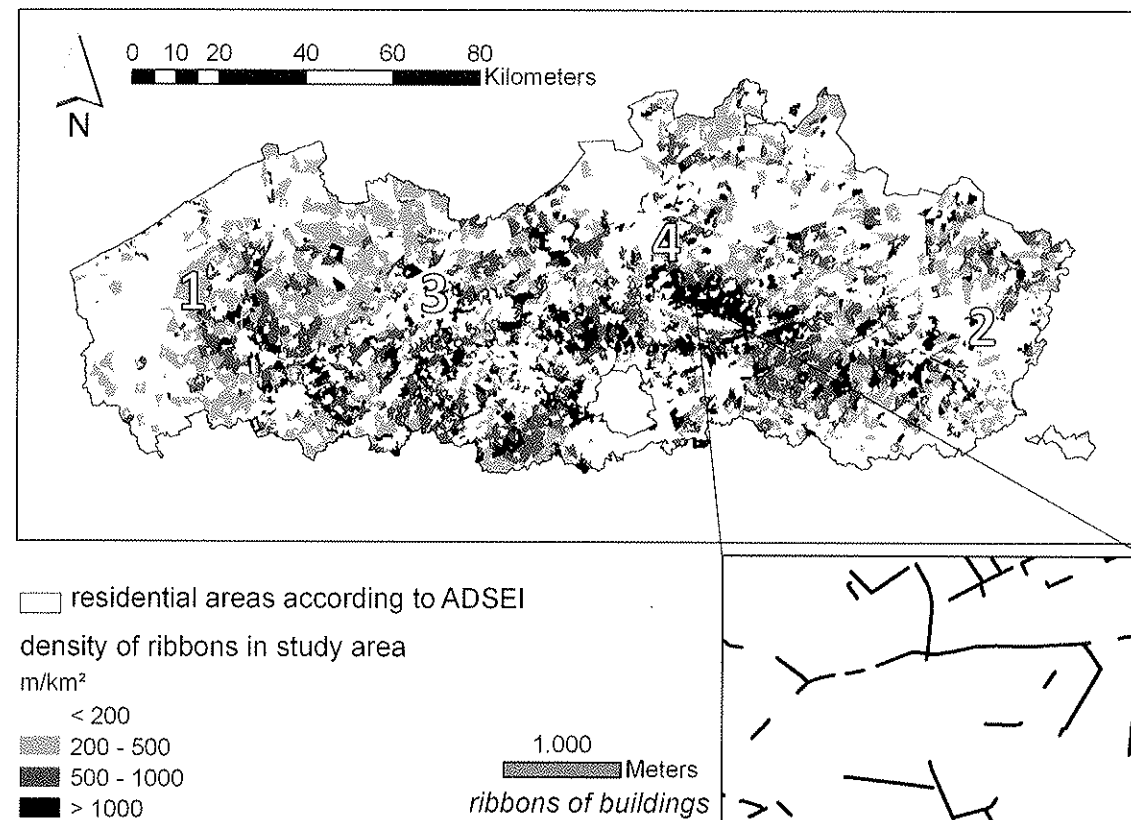 0 10 20 40 60 80
Kilometers
N
1
2
3
4
residential areas according to ADSEI
density of ribbons in study area
m/km²
< 200
200 - 500
500 - 1000
> 1000
1.000
Meters
ribbons of buildings